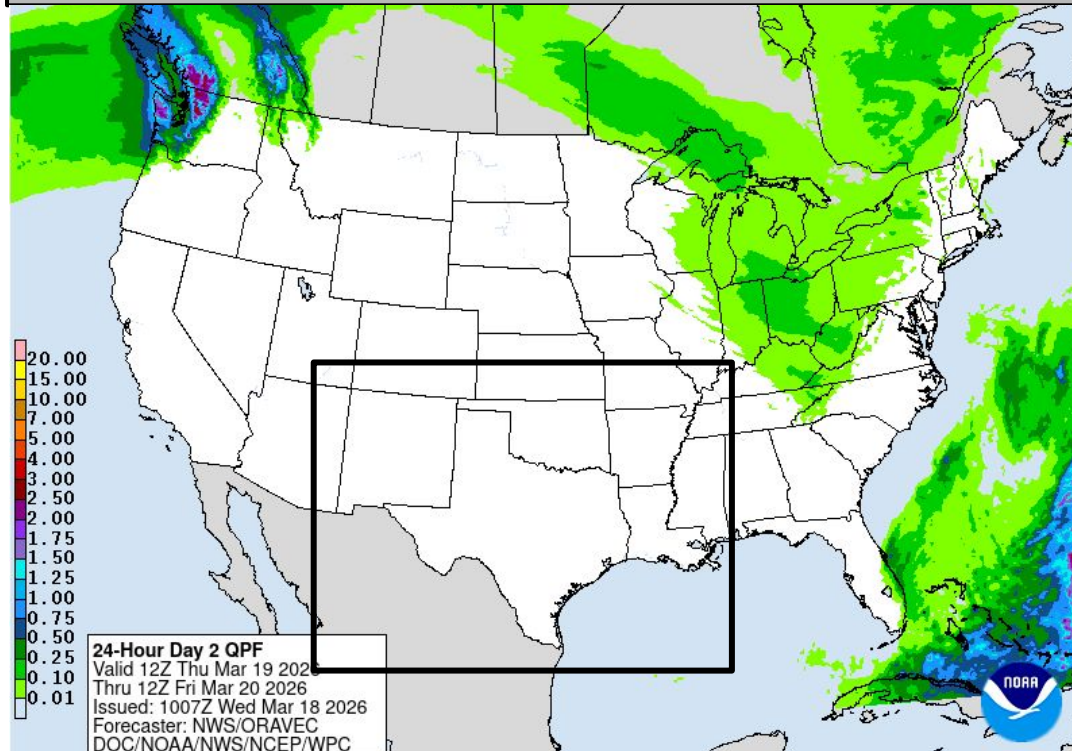 20.00
15.00
10.00
7.00
5.00
4.00
3.00
2.50
2.00
1.75
1.50
1.25
1.00
0.75
0.50
0.25
0.10
0.01
24-Hour Day 2 QPF
Valid 12Z Thu Mar 19 2026
Thru 12Z Fri Mar 20 2026
Issued: 1007Z Wed Mar 18 2026
Forecaster: NWS/ORAVEC
DOC/NOAA/NWS/NCEP/WPC
NOAA